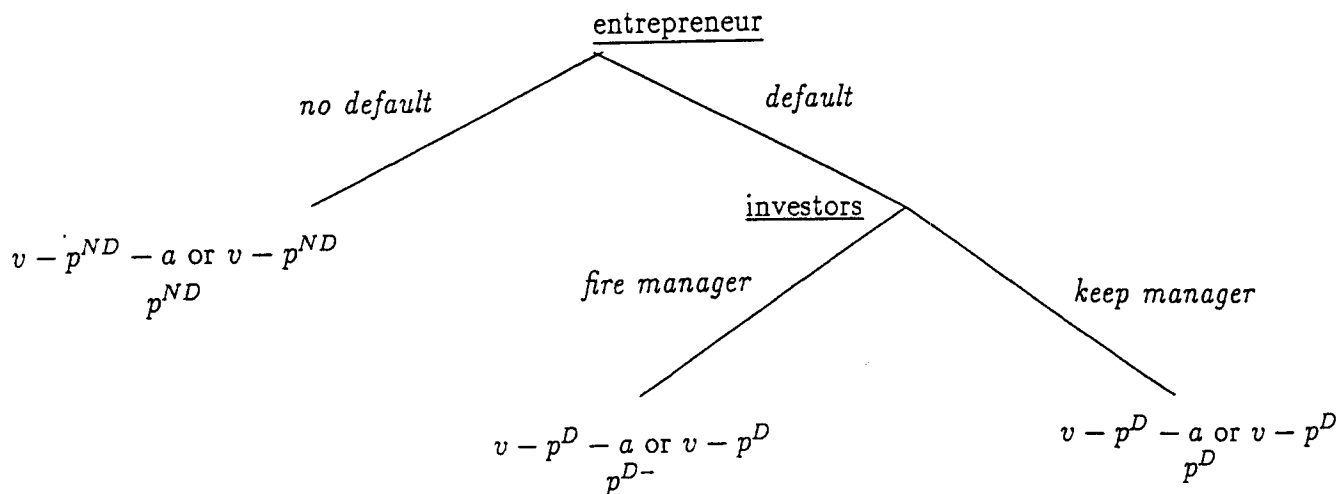 entrepreneur
no default
default
investors
v − p^{ND} − a or v − p^{ND}
p^{ND}
fire manager
keep manager
v − p^D − a or v − p^D
p^{D−}
v − p^D − a or v − p^D
p^D